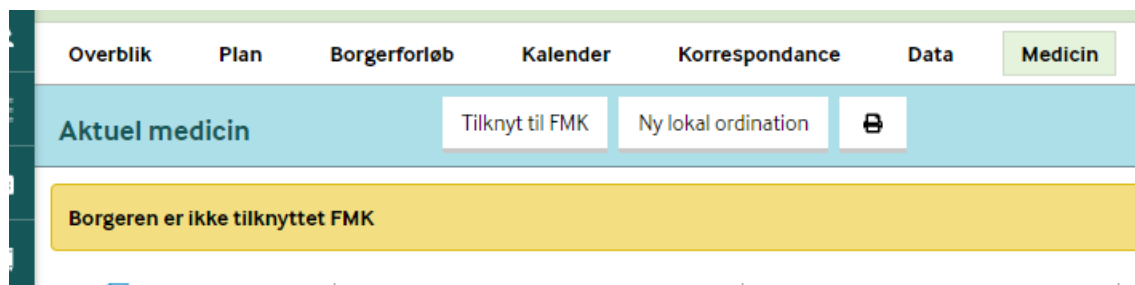 Overblik Plan Borgerforløb Kalender Korrespondance Data Medicin
Aktuel medicin Tilknyt til FMK Ny lokal ordination
Borgeren er ikke tilknyttet FMK